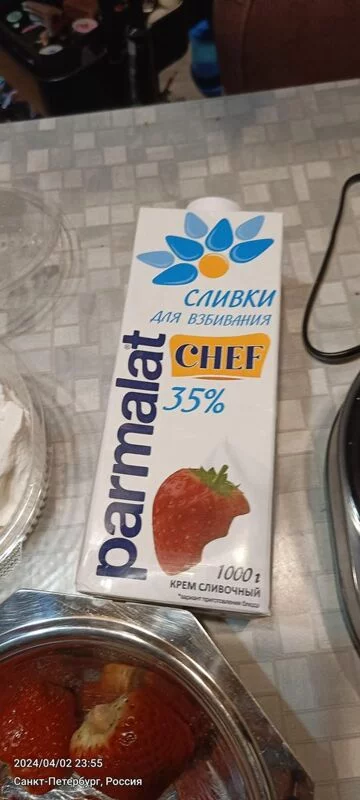 СЛИВКИ
ДЛЯ ВЗБИВАНИЯ
CHEF
35%
parmalat
1000 г
КРЕМ СЛИВОЧНЫЙ
*вариант приготовления блюда
2024/04/02 23:55
Санкт-Петербург, Россия